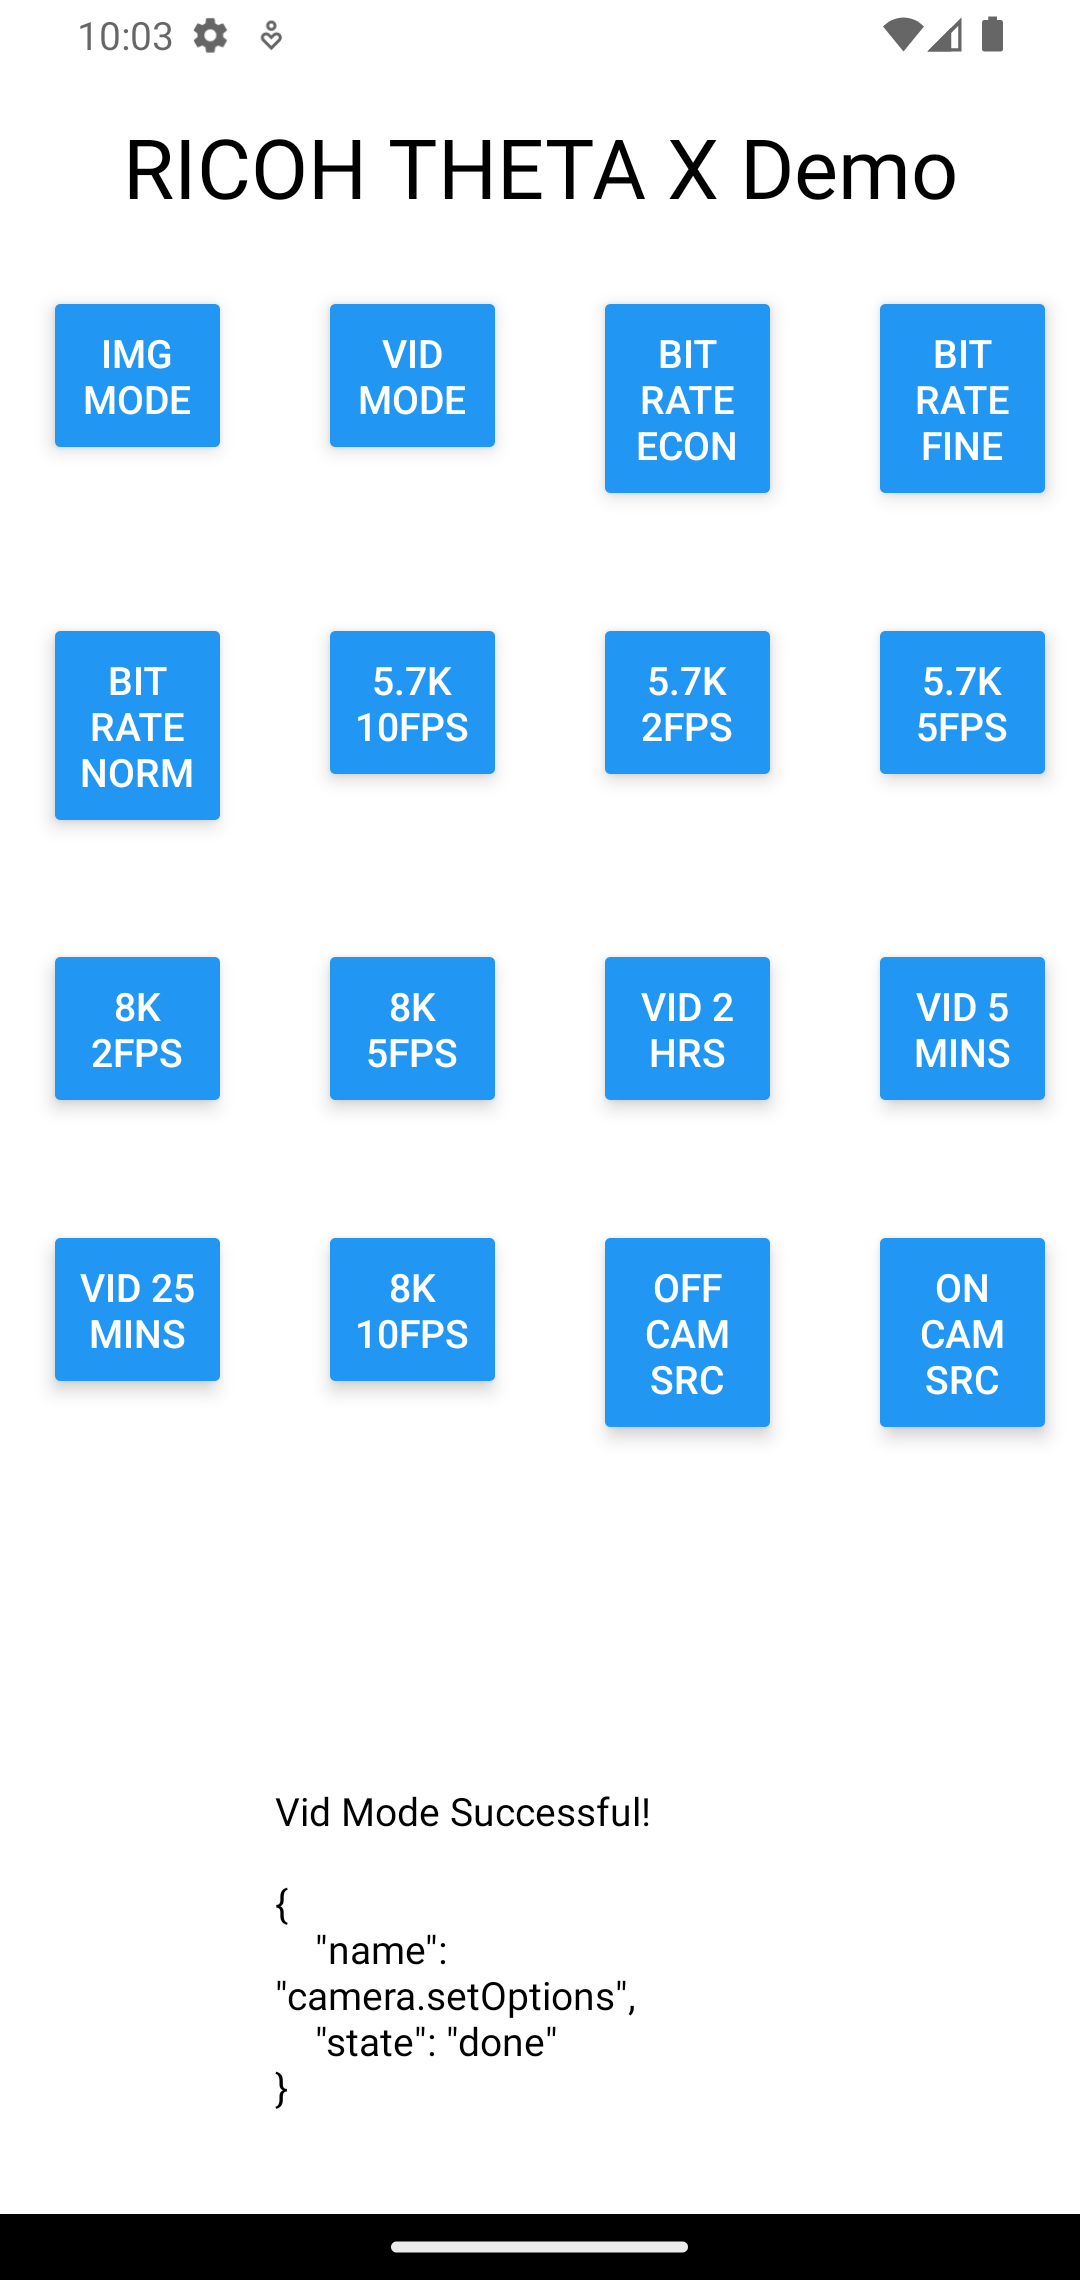 10:03
RICOH THETA X Demo
IMG
MODE
VID
MODE
BIT
RATE
ECON
BIT
RATE
FINE
BIT
RATE
NORM
5.7K
10FPS
5.7K
2FPS
5.7K
5FPS
8K
2FPS
8K
5FPS
VID 2
HRS
VID 5
MINS
VID 25
MINS
8K
10FPS
OFF
CAM
SRC
ON
CAM
SRC
Vid Mode Successful!
{
    "name":
"camera.setOptions",
    "state": "done"
}